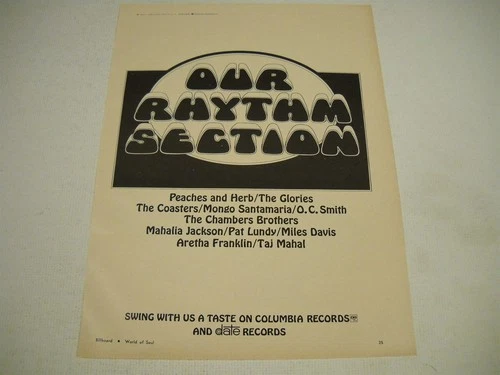 OUR
RHYTHM
SECTION
Peaches and Herb/The Glories
The Coasters/Mongo Santamaria/O.C. Smith
The Chambers Brothers
Mahalia Jackson/Pat Lundy/Miles Davis
Aretha Franklin/Taj Mahal
SWING WITH US A TASTE ON COLUMBIA RECORDS
AND date RECORDS
Billboard • World of Soul